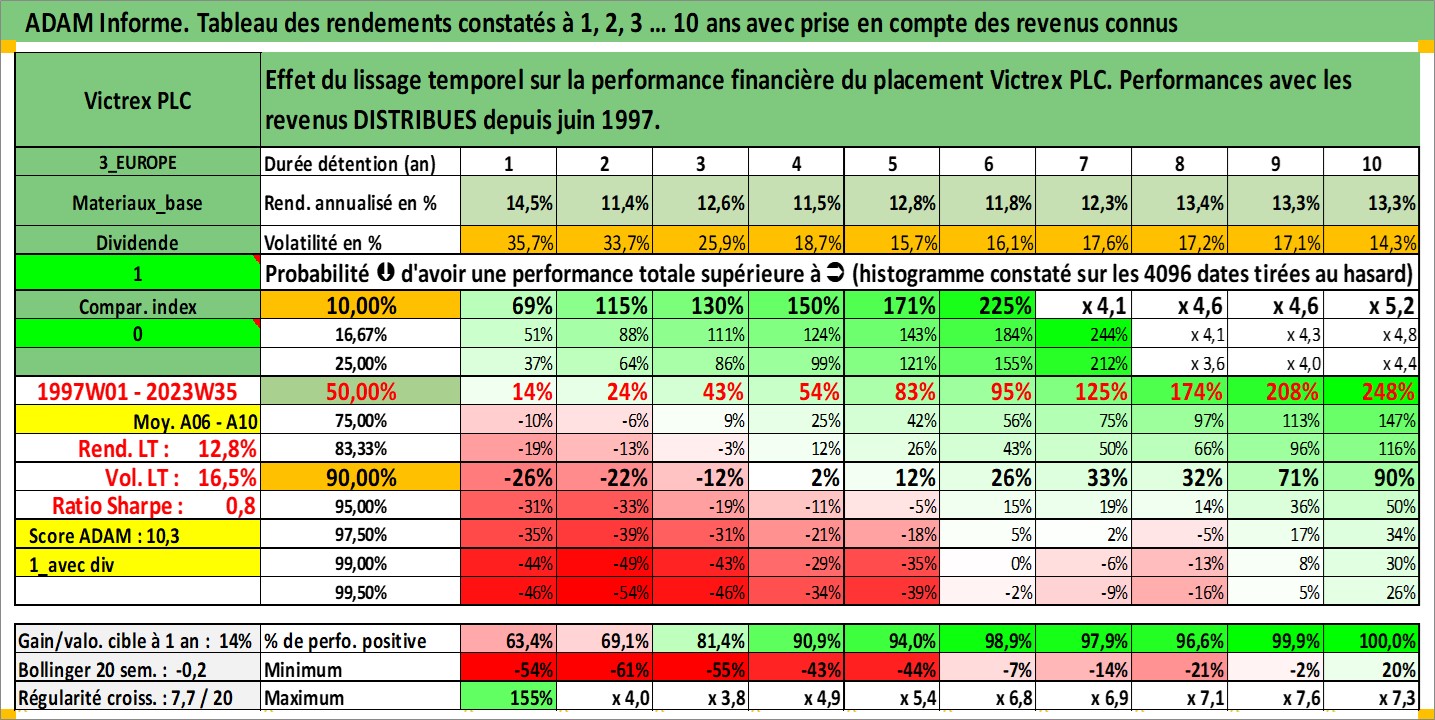 ADAM Informe. Tableau des rendements constatés à 1, 2, 3 ... 10 ans avec prise en compte des revenus connus
Victrex PLC
Effet du lissage temporel sur la performance financière du placement Victrex PLC. Performances avec les
revenus DISTRIBUES depuis juin 1997.
3_EUROPE Durée détention (an) 1 2 3 4 5 6 7 8 9 10
Materiaux_base Rend. annualisé en % 14,5% 11,4% 12,6% 11,5% 12,8% 11,8% 12,3% 13,4% 13,3% 13,3%
Dividende Volatilité en % 35,7% 33,7% 25,9% 18,7% 15,7% 16,1% 17,6% 17,2% 17,1% 14,3%
1 Probabilité ⬇ d'avoir une performance totale supérieure à ➲ (histogramme constaté sur les 4096 dates tirées au hasard)
Compar. index 10,00% 69% 115% 130% 150% 171% 225% x 4,1 x 4,6 x 4,6 x 5,2
0 16,67% 51% 88% 111% 124% 143% 184% 244% x 4,1 x 4,3 x 4,8
25,00% 37% 64% 86% 99% 121% 155% 212% x 3,6 x 4,0 x 4,4
1997W01 - 2023W35 50,00% 14% 24% 43% 54% 83% 95% 125% 174% 208% 248%
Moy. A06 - A10 75,00% -10% -6% 9% 25% 42% 56% 75% 97% 113% 147%
Rend. LT : 12,8% 83,33% -19% -13% -3% 12% 26% 43% 50% 66% 96% 116%
Vol. LT : 16,5% 90,00% -26% -22% -12% 2% 12% 26% 33% 32% 71% 90%
Ratio Sharpe : 0,8 95,00% -31% -33% -19% -11% -5% 15% 19% 14% 36% 50%
Score ADAM : 10,3 97,50% -35% -39% -31% -21% -18% 5% 2% -5% 17% 34%
1_avec div 99,00% -44% -49% -43% -29% -35% 0% -6% -13% 8% 30%
99,50% -46% -54% -46% -34% -39% -2% -9% -16% 5% 26%
Gain/valo. cible à 1 an : 14% % de perfo. positive 63,4% 69,1% 81,4% 90,9% 94,0% 98,9% 97,9% 96,6% 99,9% 100,0%
Bollinger 20 sem. : -0,2 Minimum -54% -61% -55% -43% -44% -7% -14% -21% -2% 20%
Régularité croiss. : 7,7 / 20 Maximum 155% x 4,0 x 3,8 x 4,9 x 5,4 x 6,8 x 6,9 x 7,1 x 7,6 x 7,3